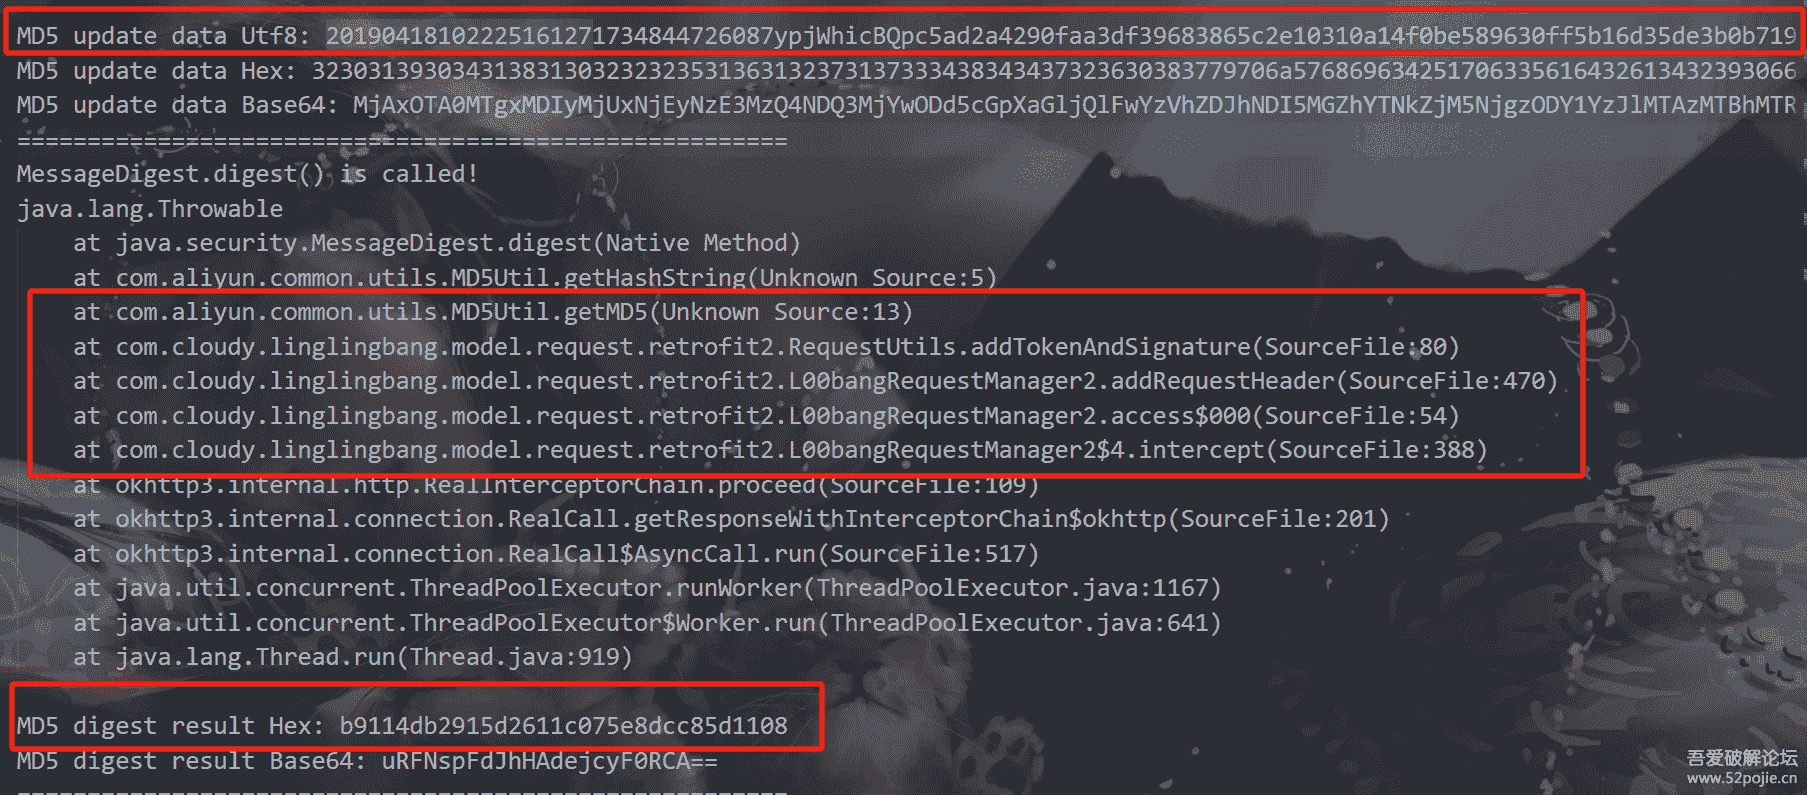 MD5 update data Utf8: 20190418102225161271734844726087ypjWhicBQpc5ad2a4290faa3df39683865c2e10310a14f0be589630ff5b16d35de3b0b719
MD5 update data Hex: 323031393034313831303232323531363132373137333438343437323630383779706a576869634251706335616432613432393066
MD5 update data Base64: MjAxOTA0MTgxMDIyMjUxNjEyNzE3MzQ4NDQ3MjYwODd5cGpXaGljQlFwYzVhZDJhNDI5MGZhYTNkZjM5NjgzODY1YzJlMTAzMTBhMTR
=======================================================
MessageDigest.digest() is called!
java.lang.Throwable
at java.security.MessageDigest.digest(Native Method)
at com.aliyun.common.utils.MD5Util.getHashString(Unknown Source:5)
at com.aliyun.common.utils.MD5Util.getMD5(Unknown Source:13)
at com.cloudy.linglingbang.model.request.retrofit2.RequestUtils.addTokenAndSignature(SourceFile:80)
at com.cloudy.linglingbang.model.request.retrofit2.L00bangRequestManager2.addRequestHeader(SourceFile:470)
at com.cloudy.linglingbang.model.request.retrofit2.L00bangRequestManager2.access$000(SourceFile:54)
at com.cloudy.linglingbang.model.request.retrofit2.L00bangRequestManager2$4.intercept(SourceFile:388)
at okhttp3.internal.http.RealInterceptorChain.proceed(SourceFile:109)
at okhttp3.internal.connection.RealCall.getResponseWithInterceptorChain$okhttp(SourceFile:201)
at okhttp3.internal.connection.RealCall$AsyncCall.run(SourceFile:517)
at java.util.concurrent.ThreadPoolExecutor.runWorker(ThreadPoolExecutor.java:1167)
at java.util.concurrent.ThreadPoolExecutor$Worker.run(ThreadPoolExecutor.java:641)
at java.lang.Thread.run(Thread.java:919)
MD5 digest result Hex: b9114db2915d2611c075e8dcc85d1108
MD5 digest result Base64: uRFNspFdJhHAdejcyF0RCA==
=======================================================
吾爱破解论坛
www.52pojie.cn